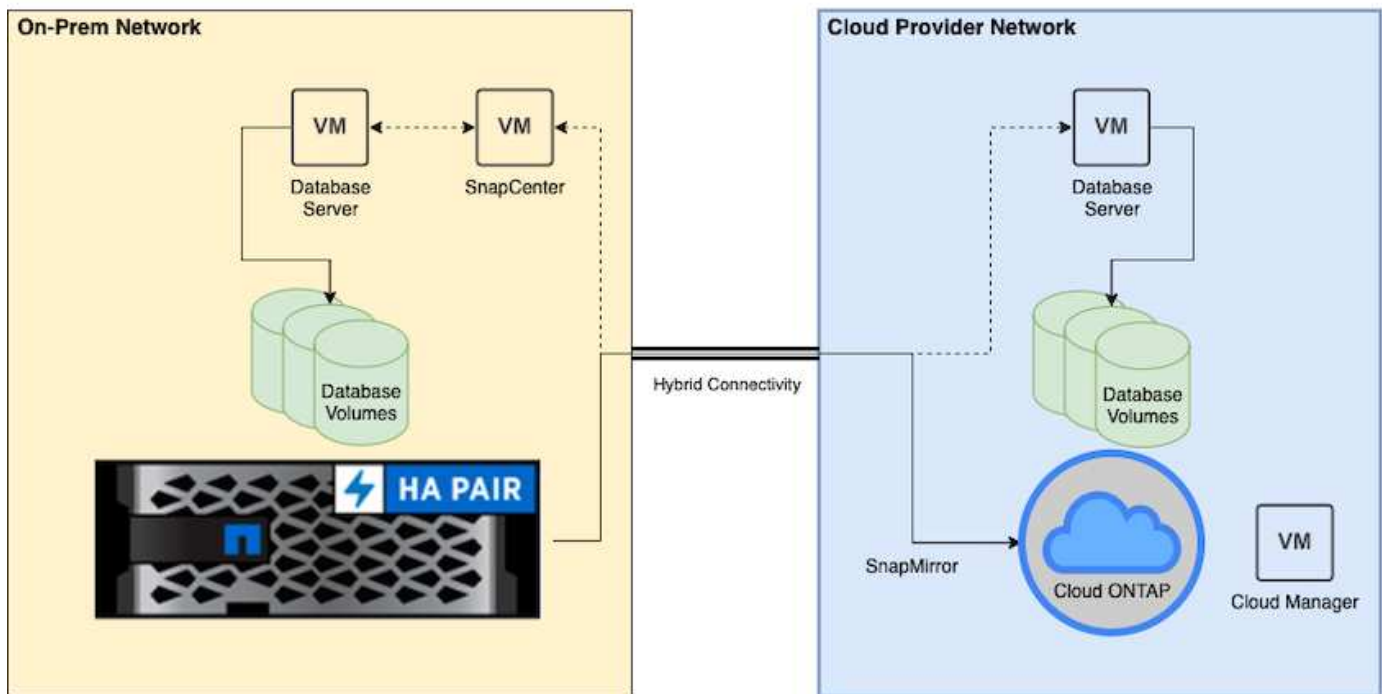 On-Prem Network
VM
VM
Database
Server
SnapCenter
Database
Volumes
HA PAIR
Hybrid Connectivity
Cloud Provider Network
VM
Database
Server
Database
Volumes
SnapMirror
Cloud ONTAP
VM
Cloud Manager